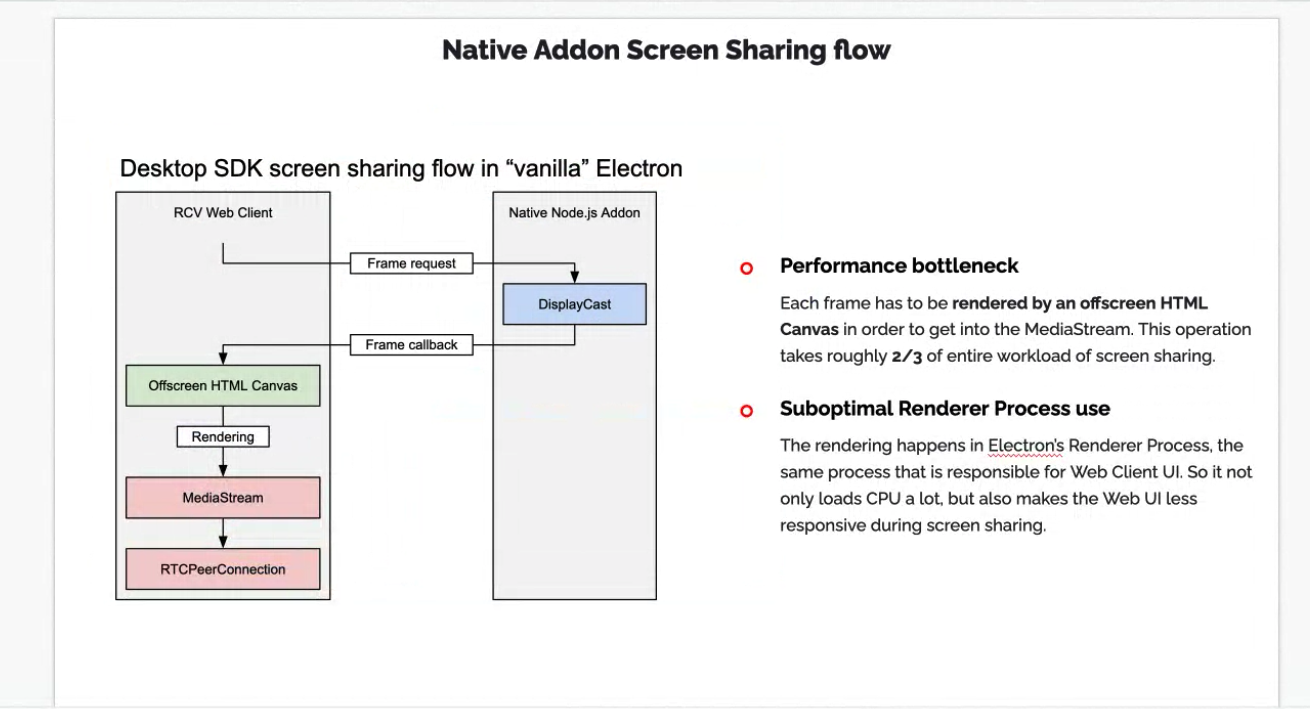 Native Addon Screen Sharing flow
Desktop SDK screen sharing flow in “vanilla” Electron
RCV Web Client
Native Node.js Addon
Frame request
DisplayCast
Frame callback
Offscreen HTML Canvas
Rendering
MediaStream
RTCPeerConnection
Performance bottleneck
Each frame has to be rendered by an offscreen HTML
Canvas in order to get into the MediaStream. This operation
takes roughly 2/3 of entire workload of screen sharing.
Suboptimal Renderer Process use
The rendering happens in Electron’s Renderer Process, the
same process that is responsible for Web Client UI. So it not
only loads CPU a lot, but also makes the Web UI less
responsive during screen sharing.